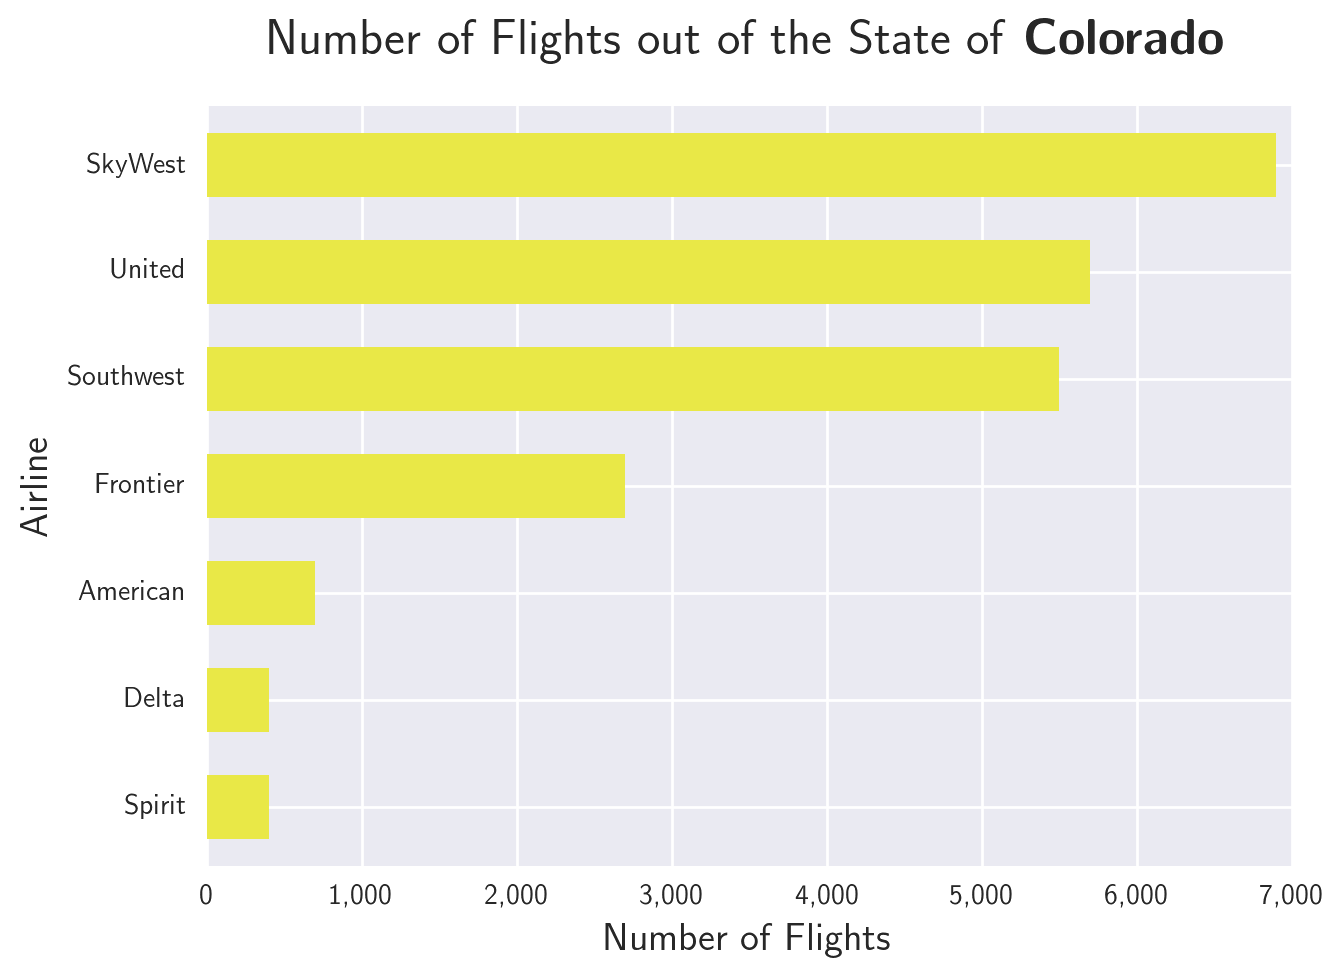 Number of Flights out of the State of Colorado
SkyWest
United
Southwest
Frontier
American
Delta
Spirit
Airline
0 1,000 2,000 3,000 4,000 5,000 6,000 7,000
Number of Flights